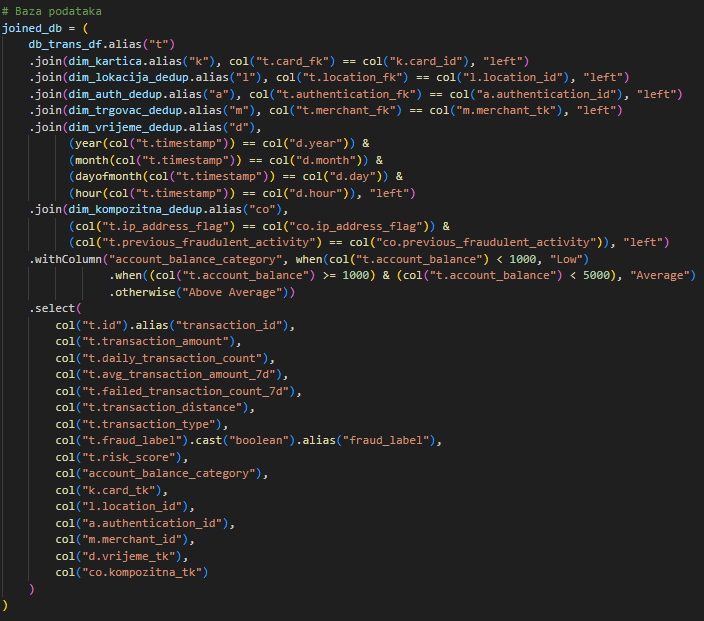 # Baza podataka
joined_db = (
    db_trans_df.alias("t")
    .join(dim_kartica.alias("k"), col("t.card_fk") == col("k.card_id"), "left")
    .join(dim_lokacija_dedup.alias("l"), col("t.location_fk") == col("l.location_id"), "left")
    .join(dim_auth_dedup.alias("a"), col("t.authentication_fk") == col("a.authentication_id"), "left")
    .join(dim_trgovac_dedup.alias("m"), col("t.merchant_fk") == col("m.merchant_tk"), "left")
    .join(dim_vrijeme_dedup.alias("d"),
          (year(col("t.timestamp")) == col("d.year")) &
          (month(col("t.timestamp")) == col("d.month")) &
          (dayofmonth(col("t.timestamp")) == col("d.day")) &
          (hour(col("t.timestamp")) == col("d.hour")), "left")
    .join(dim_kompozitna_dedup.alias("co"),
          (col("t.ip_address_flag") == col("co.ip_address_flag")) &
          (col("t.previous_fraudulent_activity") == col("co.previous_fraudulent_activity")), "left")
    .withColumn("account_balance_category", when(col("t.account_balance") < 1000, "Low")
                .when((col("t.account_balance") >= 1000) & (col("t.account_balance") < 5000), "Average")
                .otherwise("Above Average"))
    .select(
        col("t.id").alias("transaction_id"),
        col("t.transaction_amount"),
        col("t.daily_transaction_count"),
        col("t.avg_transaction_amount_7d"),
        col("t.failed_transaction_count_7d"),
        col("t.transaction_distance"),
        col("t.transaction_type"),
        col("t.fraud_label").cast("boolean").alias("fraud_label"),
        col("t.risk_score"),
        col("account_balance_category"),
        col("k.card_tk"),
        col("l.location_id"),
        col("a.authentication_id"),
        col("m.merchant_id"),
        col("d.vrijeme_tk"),
        col("co.kompozitna_tk")
    )
)